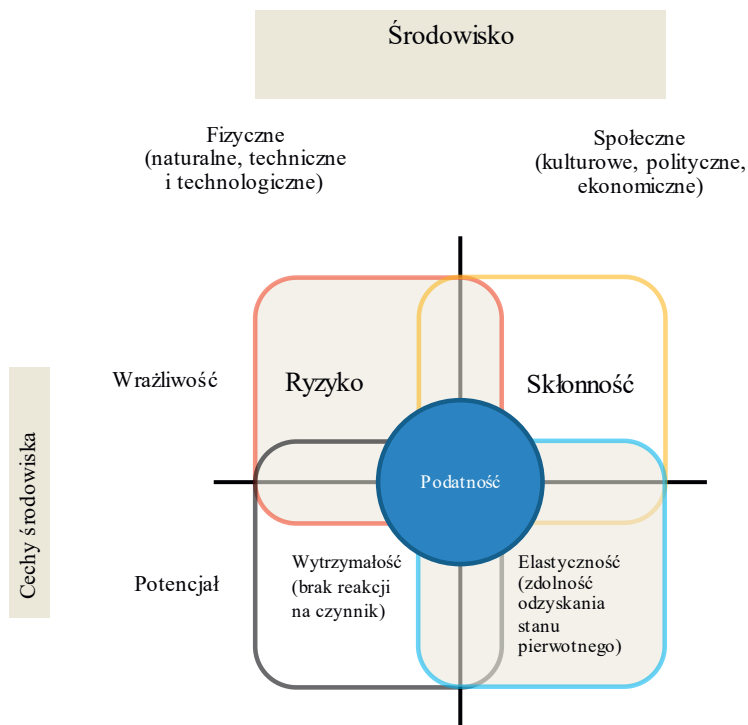 Środowisko
Fizyczne
(naturalne, techniczne
i technologiczne)
Społeczne
(kulturowe, polityczne,
ekonomiczne)
Cechy środowiska
Wrażliwość
Ryzyko
Skłonność
Podatność
Potencjał
Wytrzymałość
(brak reakcji
na czynnik)
Elastyczność
(zdolność
odzyskania
stanu
pierwotnego)